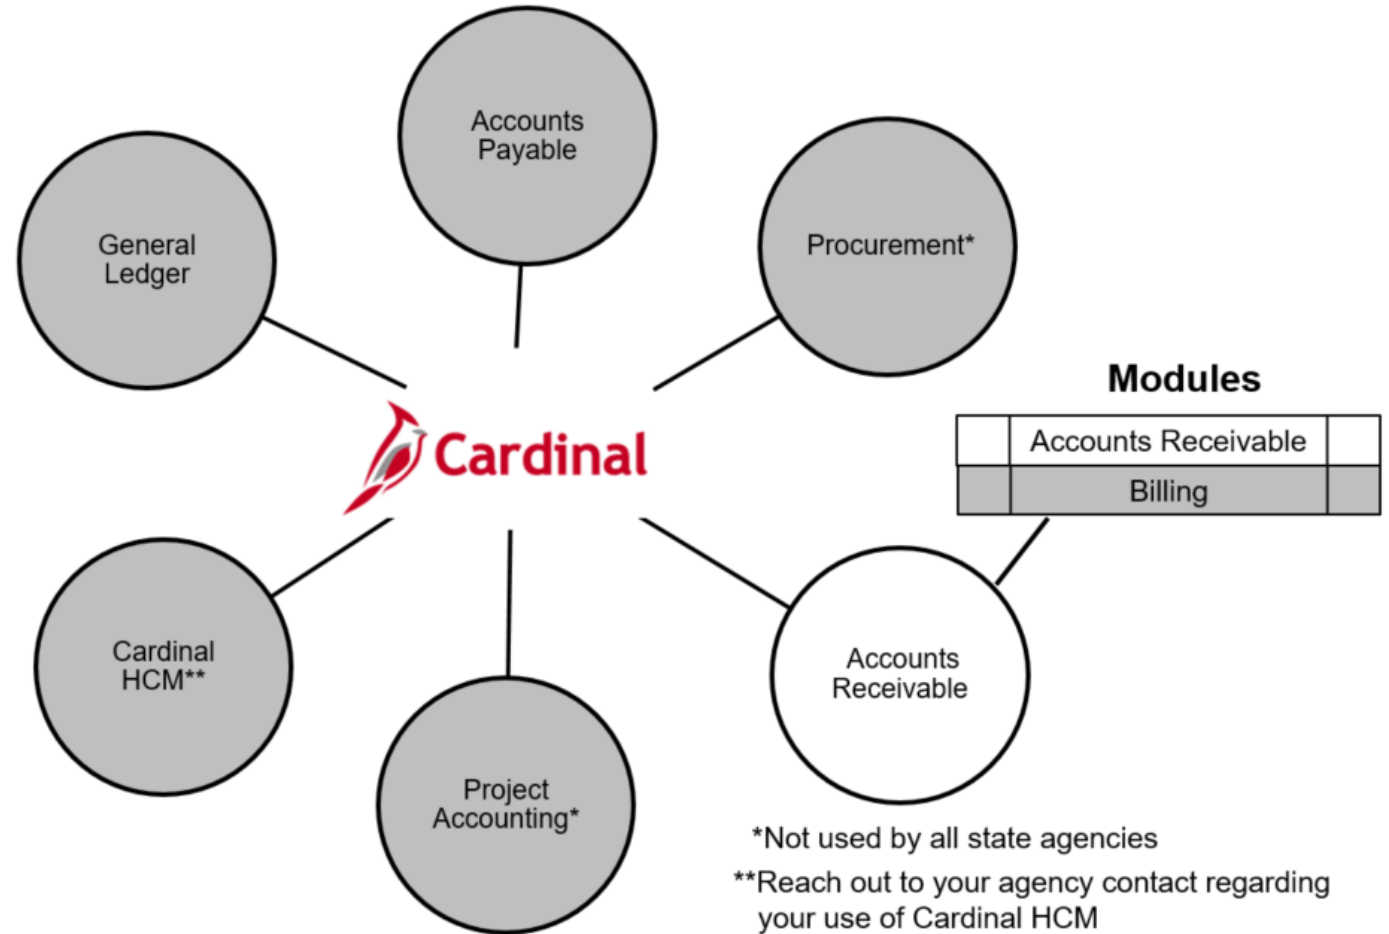 Accounts
Payable
General
Ledger
Procurement*
Modules
Accounts Receivable
Billing
Cardinal
Cardinal
HCM**
Accounts
Receivable
Project
Accounting*
*Not used by all state agencies
**Reach out to your agency contact regarding
your use of Cardinal HCM